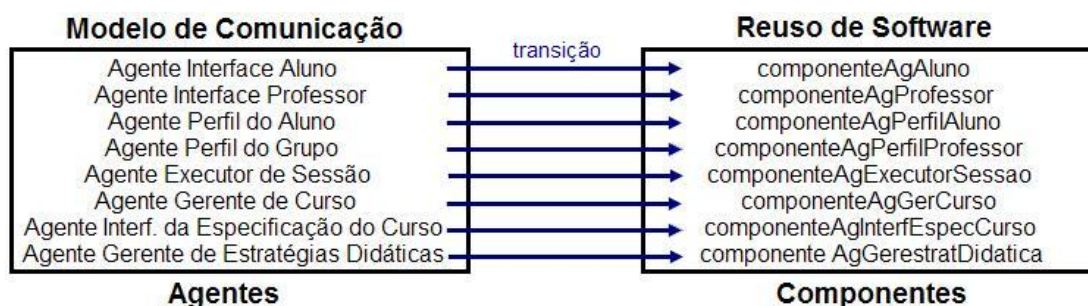 Modelo de Comunicação
Reuso de Software
transição
Agente Interface Aluno
componenteAgAluno
Agente Interface Professor
componenteAgProfessor
Agente Perfil do Aluno
componenteAgPerfilAluno
Agente Perfil do Grupo
componenteAgPerfilProfessor
Agente Executor de Sessão
componenteAgExecutorSessao
Agente Gerente de Curso
componenteAgGerCurso
Agente Interf. da Especificação do Curso
componenteAgInterfEspecCurso
Agente Gerente de Estratégias Didáticas
componente AgGerestratDidatica
Agentes
Componentes